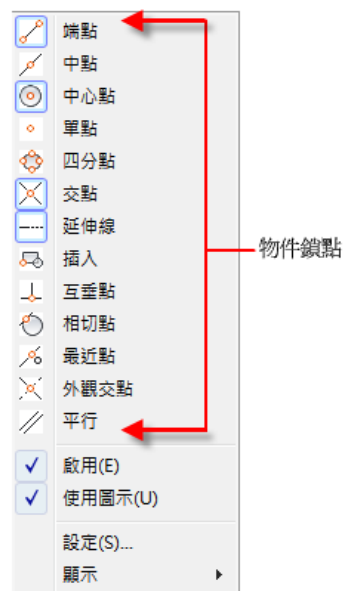 端點
中點
中心點
單點
四分點
交點
延伸線
插入
互垂點
相切點
最近點
外觀交點
平行
物件鎖點
啟用(E)
使用圖示(U)
設定(S)...
顯示